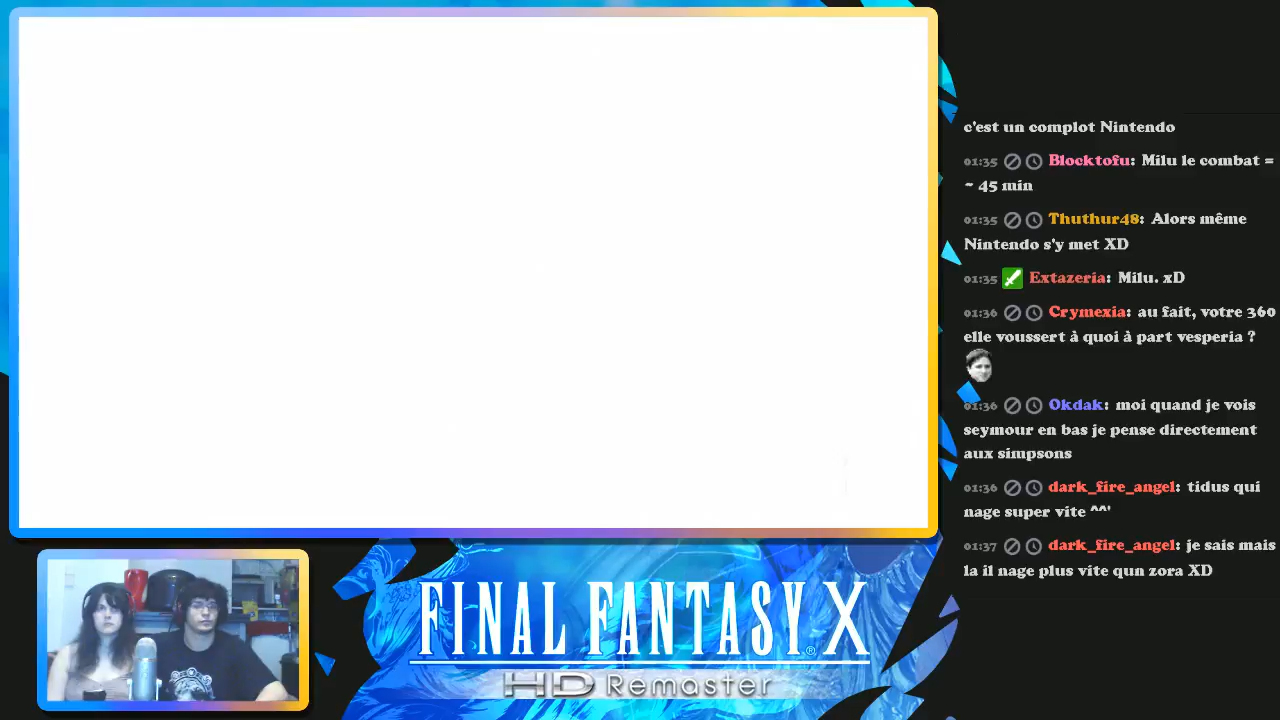 c'est un complot Nintendo
01:35 Blocktofu: Milu le combat =
~ 45 min
01:35 Thuthur48: Alors même
Nintendo s'y met XD
01:35 Extazeria: Milu. xD
01:36 Crymexia: au fait, votre 360
elle voussert à quoi à part vesperia ?
01:36 Okdak: moi quand je vois
seymour en bas je pense directement
aux simpsons
01:36 dark_fire_angel: tidus qui
nage super vite ^^'
01:37 dark_fire_angel: je sais mais
la il nage plus vite qun zora XD
FINAL FANTASY® X
HD Remaster